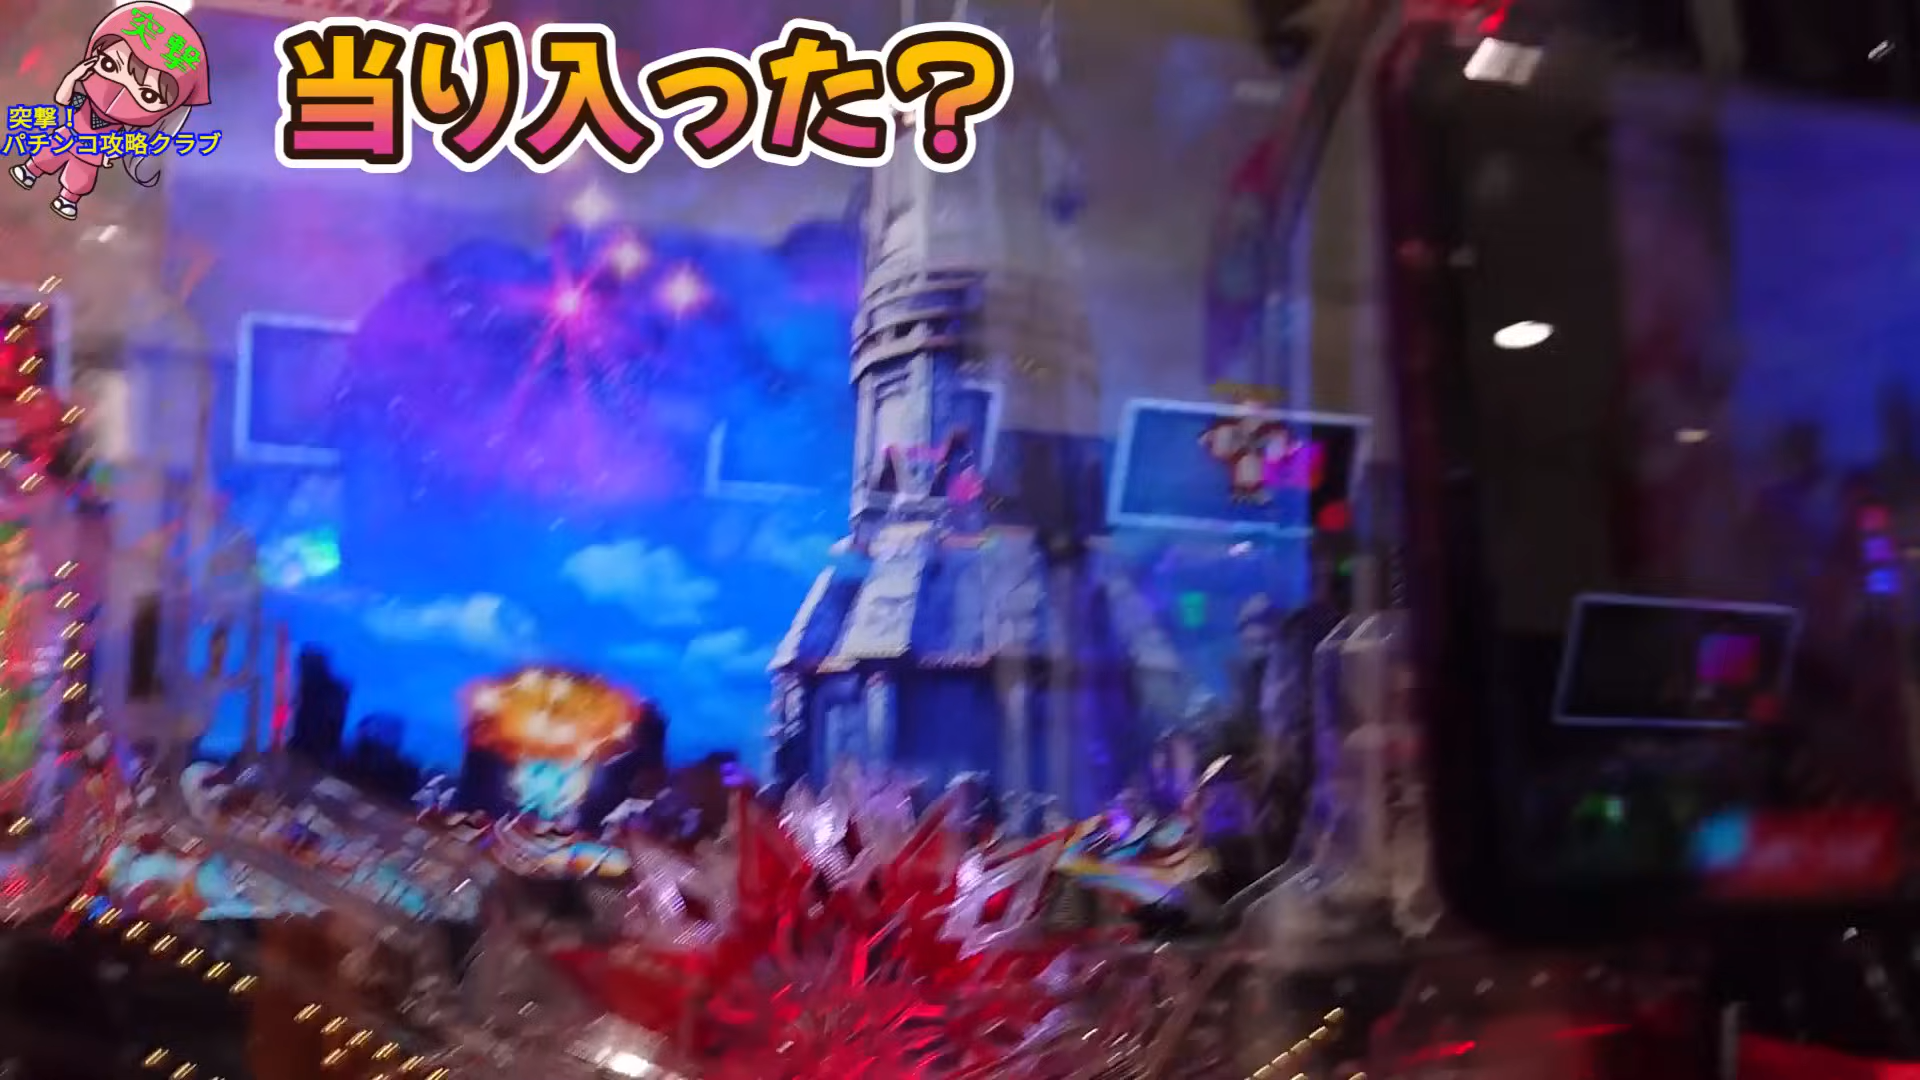 突撃
突撃！
パチンコ攻略クラブ
当り入った？